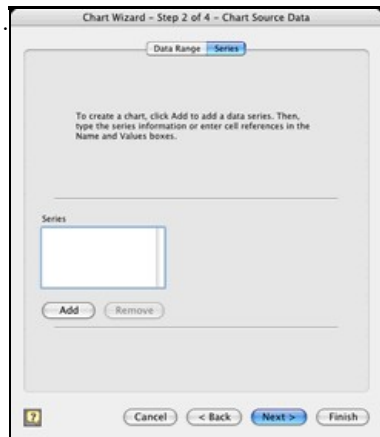 Chart Wizard - Step 2 of 4 - Chart Source Data
Data Range Series
To create a chart, click Add to add a data series. Then,
type the series information or enter cell references in the
Name and Values boxes.
Series
Add Remove
? Cancel < Back Next > Finish